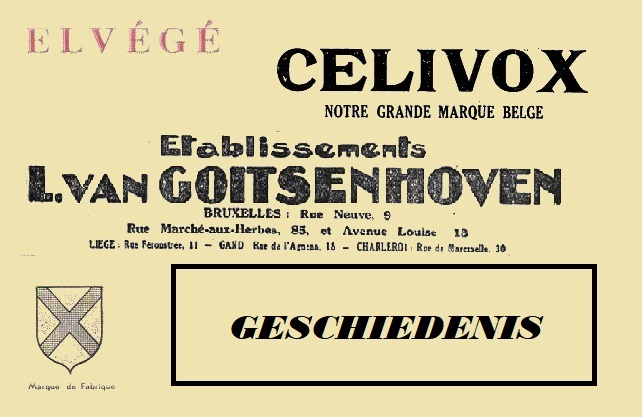 ELVÉGÉ
CELIVOX
NOTRE GRANDE MARQUE BELGE
Etablissements
L. VAN GOITSENHOVEN
BRUXELLES : Rue Neuve, 9
Rue Marché-aux-Herbes, 85, et Avenue Louise 18
LIEGE : Rue Féronstrée, 11 – GAND Rue de l'Agneau, 18 – CHARLEROI : Rue de Marcinelle, 30
GESCHIEDENIS
Marque de Fabrique